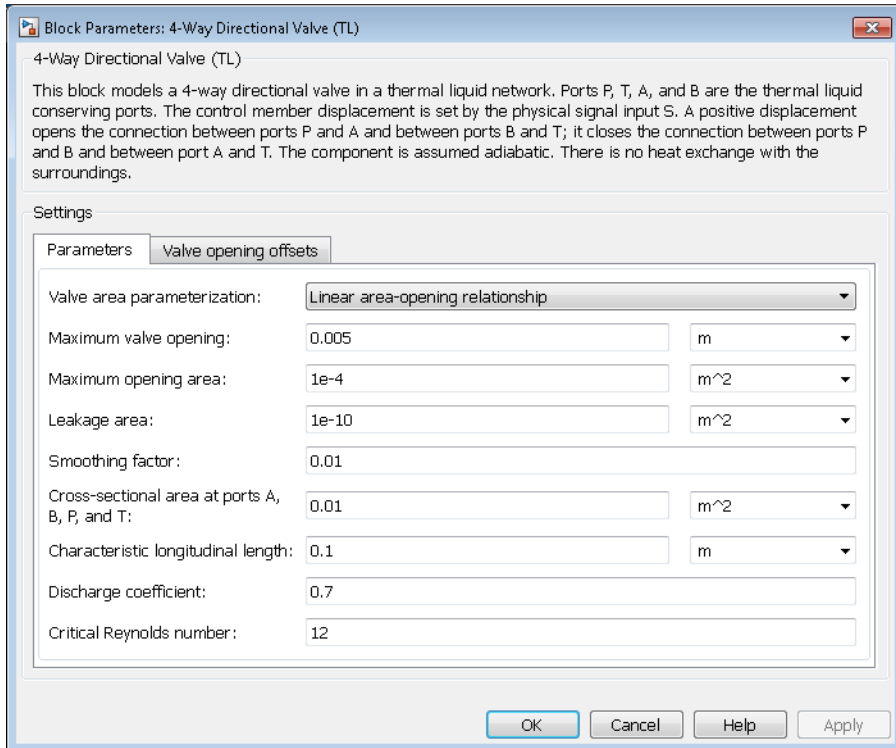 Block Parameters: 4-Way Directional Valve (TL)
4-Way Directional Valve (TL)
This block models a 4-way directional valve in a thermal liquid network. Ports P, T, A, and B are the thermal liquid
conserving ports. The control member displacement is set by the physical signal input S. A positive displacement
opens the connection between ports P and A and between ports B and T; it closes the connection between ports P
and B and between port A and T. The component is assumed adiabatic. There is no heat exchange with the
surroundings.
Settings
Parameters Valve opening offsets
Valve area parameterization: Linear area-opening relationship
Maximum valve opening: 0.005 m
Maximum opening area: 1e-4 m^2
Leakage area: 1e-10 m^2
Smoothing factor: 0.01
Cross-sectional area at ports A,
B, P, and T: 0.01 m^2
Characteristic longitudinal length: 0.1 m
Discharge coefficient: 0.7
Critical Reynolds number: 12
OK Cancel Help Apply